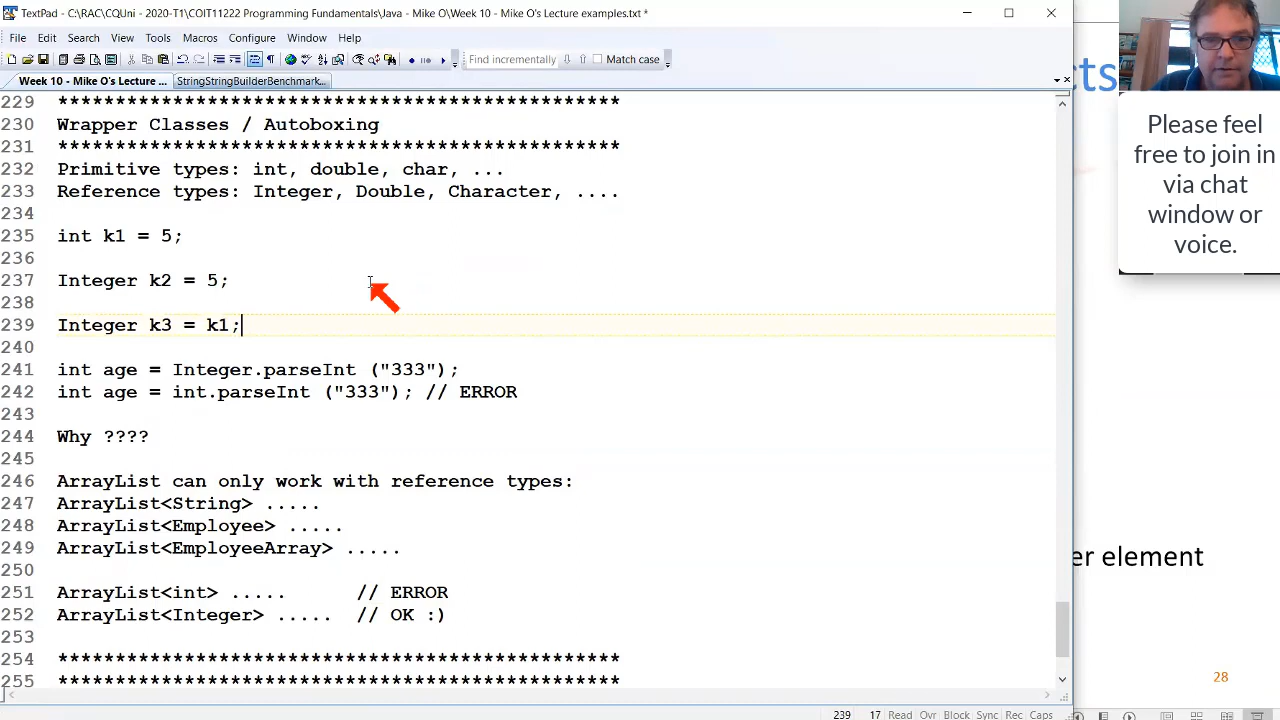 TextPad - C:\RAC\CQUni - 2020-T1\COIT11222 Programming Fundamentals\Java - Mike O\Week 10 - Mike O's Lecture examples.txt *
File Edit Search View Tools Macros Configure Window Help
Find incrementally Match case
Week 10 - Mike O's Lecture ... StringStringBuilderBenchmark...
229 *************************************************
230 Wrapper Classes / Autoboxing
231 *************************************************
232 Primitive types: int, double, char, ...
233 Reference types: Integer, Double, Character, ....
234
235 int k1 = 5;
236
237 Integer k2 = 5;
238
239 Integer k3 = k1;
240
241 int age = Integer.parseInt ("333");
242 int age = int.parseInt ("333"); // ERROR
243
244 Why ????
245
246 ArrayList can only work with reference types:
247 ArrayList<String> .....
248 ArrayList<Employee> .....
249 ArrayList<EmployeeArray> .....
250
251 ArrayList<int> ..... // ERROR
252 ArrayList<Integer> ..... // OK :)
253
254 *************************************************
255 *************************************************
239 17 Read Ovr Block Sync Rec Caps
cts
Please feel
free to join in
via chat
window or
voice.
er element
28